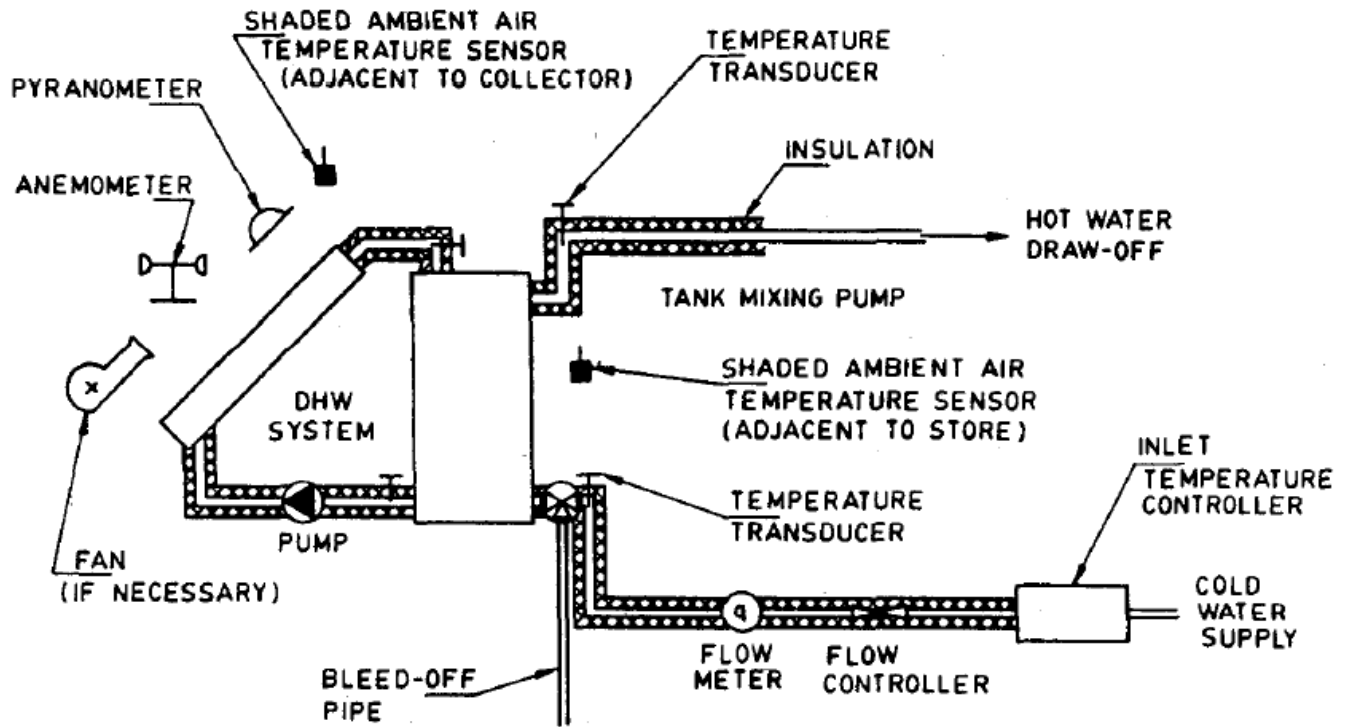 SHADED AMBIENT AIR
TEMPERATURE SENSOR
(ADJACENT TO COLLECTOR)
TEMPERATURE
TRANSDUCER
PYRANOMETER
INSULATION
ANEMOMETER
HOT WATER
DRAW-OFF
TANK MIXING PUMP
SHADED AMBIENT AIR
TEMPERATURE SENSOR
(ADJACENT TO STORE)
DHW
SYSTEM
INLET
TEMPERATURE
CONTROLLER
TEMPERATURE
TRANSDUCER
PUMP
FAN
(IF NECESSARY)
COLD
WATER
SUPPLY
q
FLOW
METER
FLOW
CONTROLLER
BLEED-OFF
PIPE